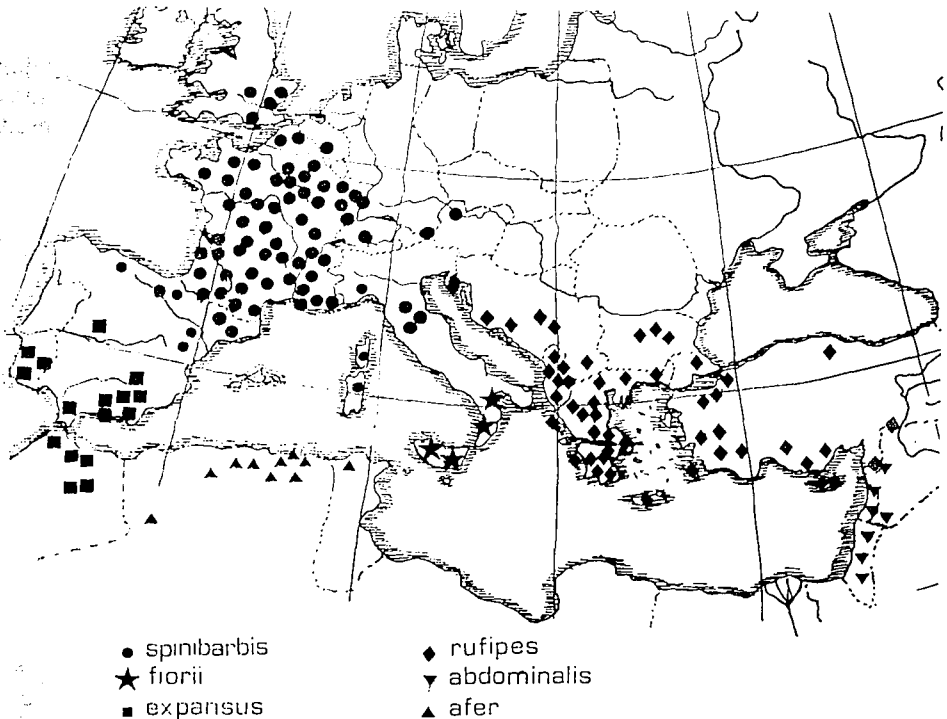 spinibarbis
fiorii
expansus
rufipes
abdominalis
afer